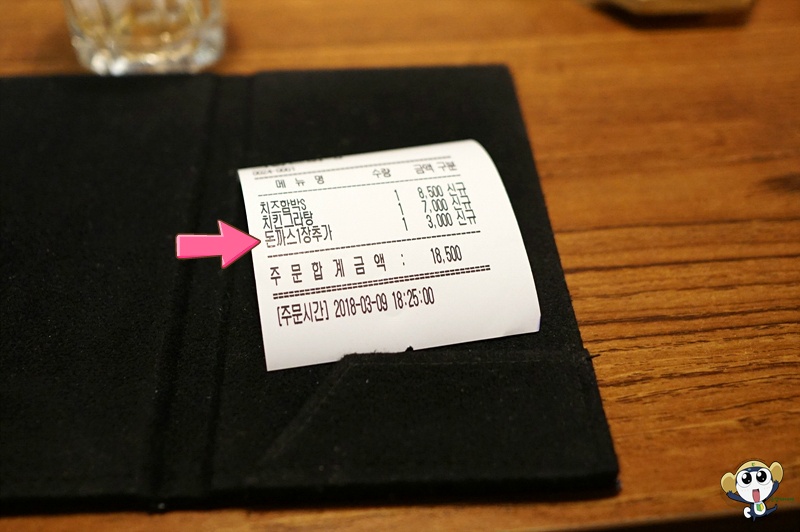 메뉴명 수량 금액 구분
치즈함박S 1 8,500 신규
치킨그라탕 1 7,000 신규
돈까스1장추가 1 3,000 신규
주문합계금액 : 18,500
[주문시간] 2018-03-09 18:25:00